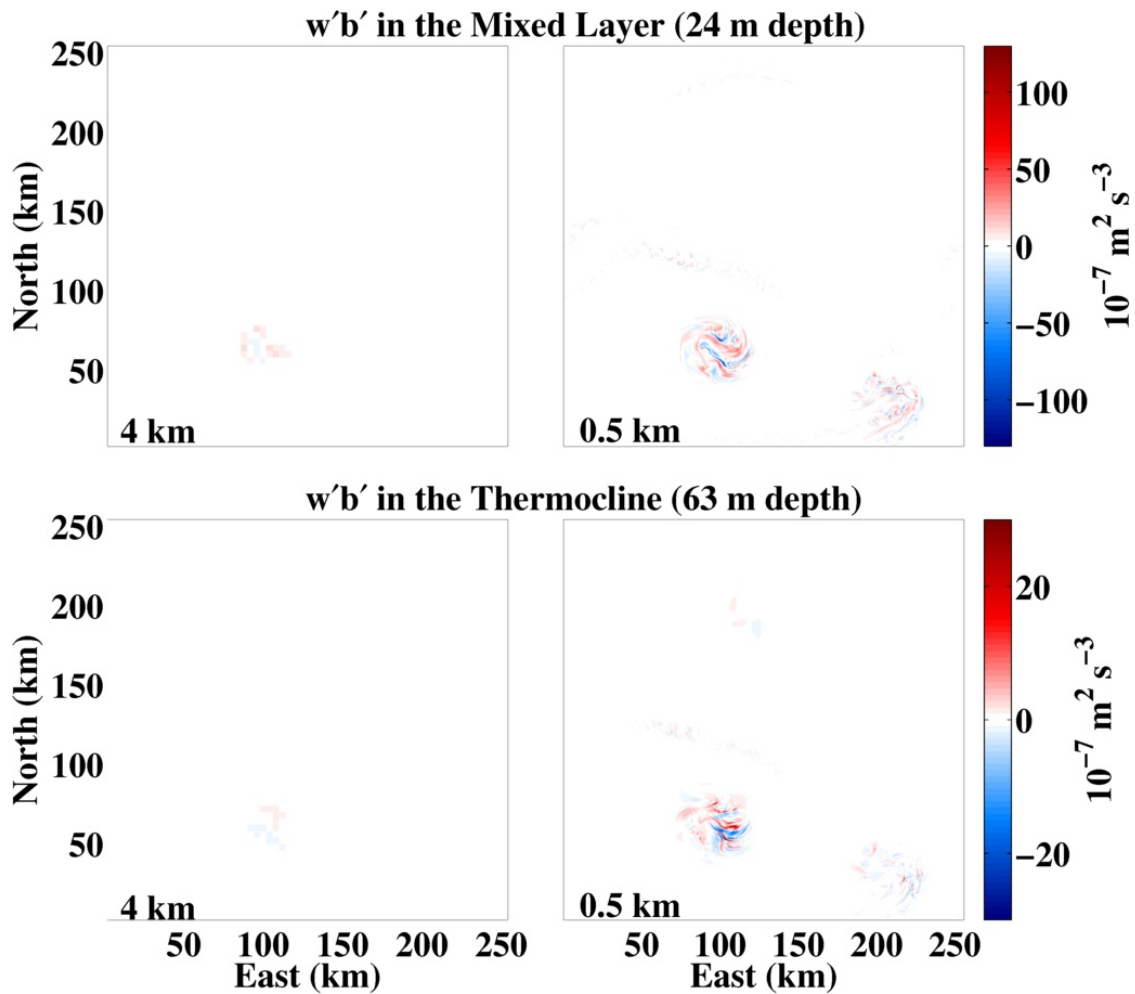 w′b′ in the Mixed Layer (24 m depth)
250
200
150
100
50
North (km)
4 km
0.5 km
100
50
0
−50
−100
10⁻⁷ m² s⁻³
w′b′ in the Thermocline (63 m depth)
250
200
150
100
50
North (km)
4 km
0.5 km
20
0
−20
10⁻⁷ m² s⁻³
50 100 150 200 250
East (km)
50 100 150 200 250
East (km)